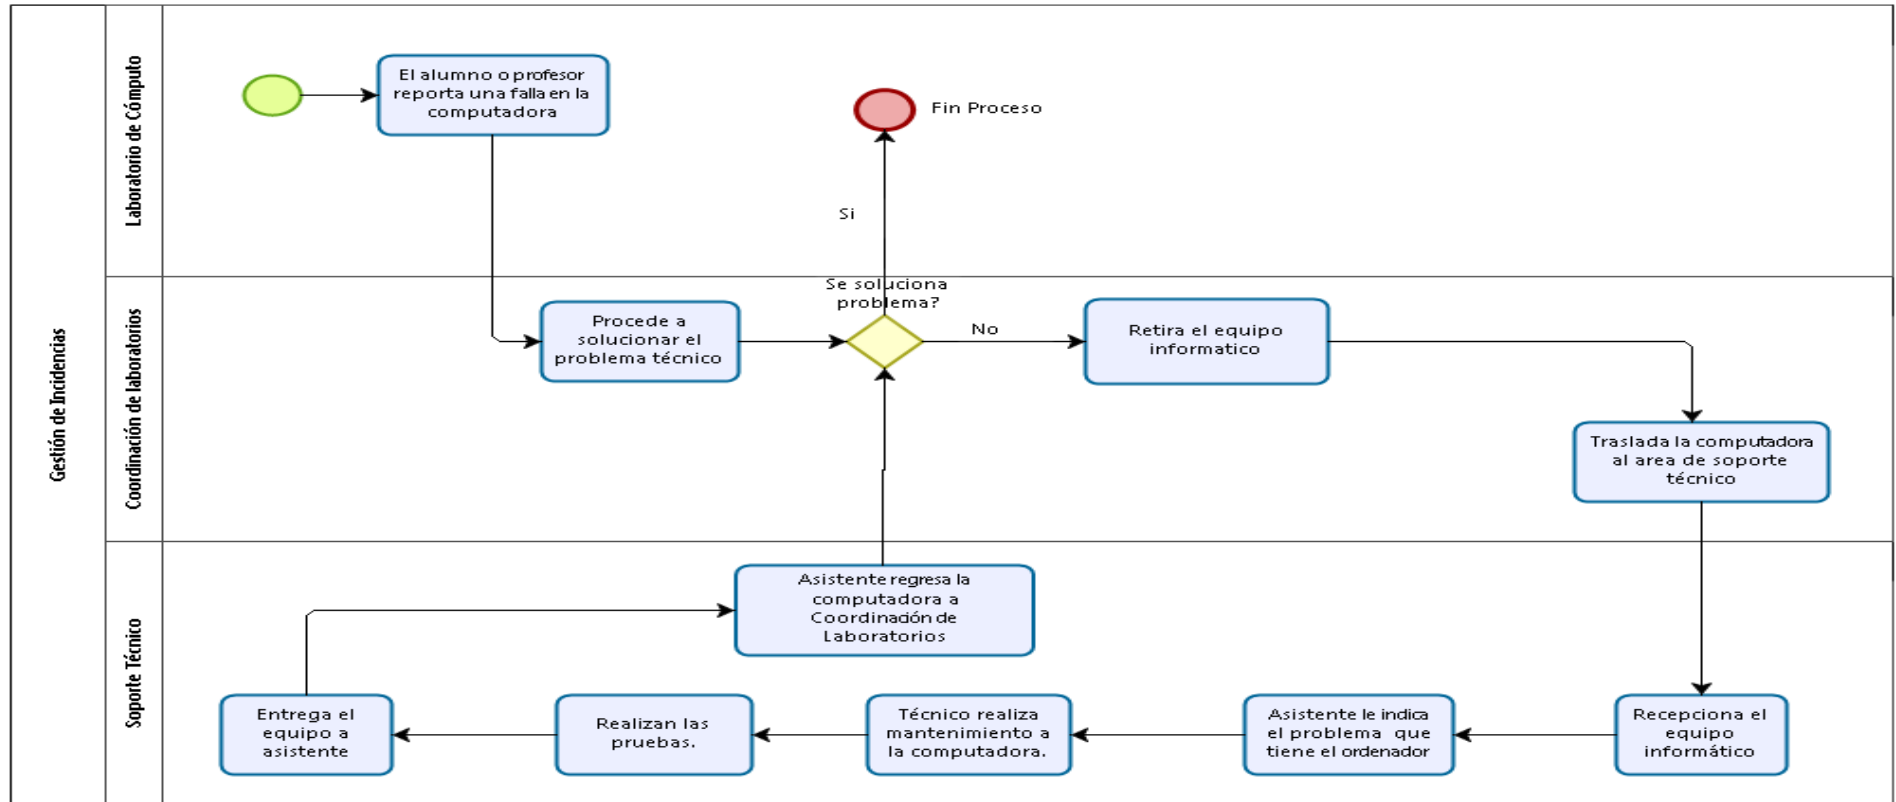 Gestión de Incidencias
Laboratorio de Cómputo
El alumno o profesor
reporta una falla en la
computadora
Fin Proceso
Si
Coordinación de laboratorios
Procede a
solucionar el
problema técnico
Se soluciona
problema?
No
Retira el equipo
informatico
Traslada la computadora
al area de soporte
técnico
Soporte Técnico
Asistente regresa la
computadora a
Coordinación de
Laboratorios
Entrega el
equipo a
asistente
Realizan las
pruebas.
Técnico realiza
mantenimiento a
la computadora.
Asistente le indica
el problema que
tiene el ordenador
Recepciona el
equipo
informático